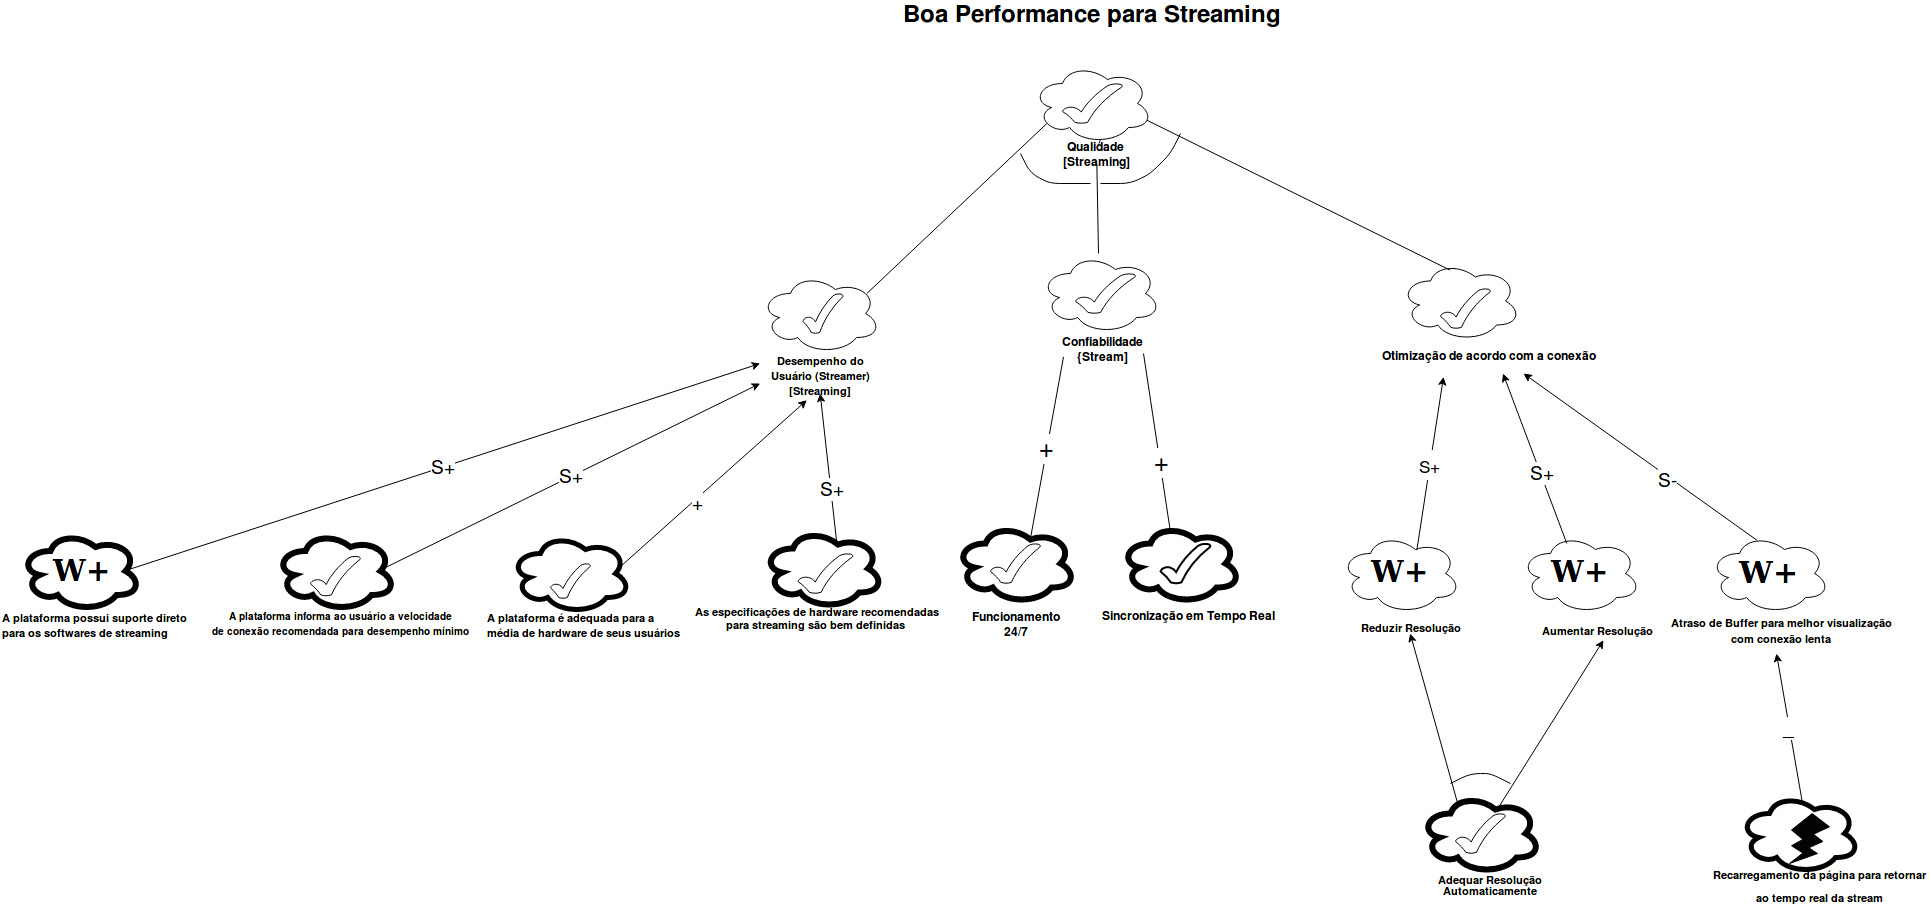 Boa Performance para Streaming
Qualidade
[Streaming]
Desempenho do
Usuário (Streamer)
[Streaming]
Confiabilidade
{Stream]
Otimização de acordo com a conexão
S+
S+
+
S+
+
+
S+
S+
S-
W+
A plataforma possui suporte direto
para os softwares de streaming
A plataforma informa ao usuário a velocidade
de conexão recomendada para desempenho mínimo
A plataforma é adequada para a
média de hardware de seus usuários
As especificações de hardware recomendadas
para streaming são bem definidas
Funcionamento
24/7
Sincronização em Tempo Real
W+
Reduzir Resolução
W+
Aumentar Resolução
W+
Atraso de Buffer para melhor visualização
com conexão lenta
–
Adequar Resolução
Automaticamente
Recarregamento da página para retornar
ao tempo real da stream